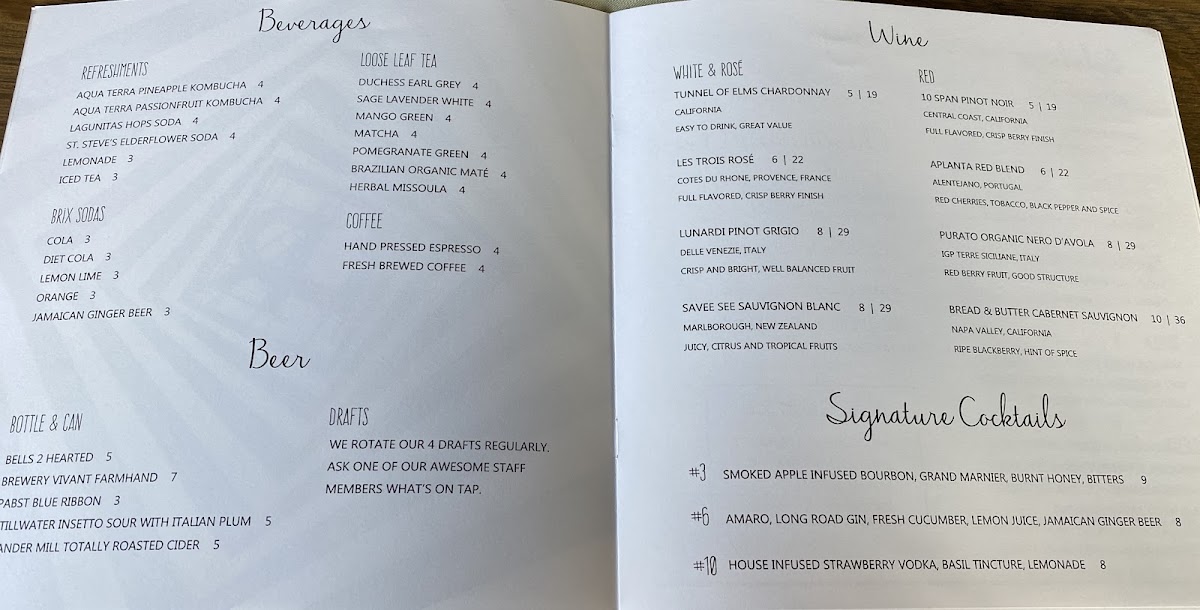 Beverages
REFRESHMENTS
AQUA TERRA PINEAPPLE KOMBUCHA 4
AQUA TERRA PASSIONFRUIT KOMBUCHA 4
LAGUNITAS HOPS SODA 4
ST. STEVE'S ELDERFLOWER SODA 4
LEMONADE 3
ICED TEA 3
BRIX SODAS
COLA 3
DIET COLA 3
LEMON LIME 3
ORANGE 3
JAMAICAN GINGER BEER 3
LOOSE LEAF TEA
DUCHESS EARL GREY 4
SAGE LAVENDER WHITE 4
MANGO GREEN 4
MATCHA 4
POMEGRANATE GREEN 4
BRAZILIAN ORGANIC MATÉ 4
HERBAL MISSOULA 4
COFFEE
HAND PRESSED ESPRESSO 4
FRESH BREWED COFFEE 4
Beer
BOTTLE & CAN
BELLS 2 HEARTED 5
BREWERY VIVANT FARMHAND 7
PABST BLUE RIBBON 3
TILLWATER INSETTO SOUR WITH ITALIAN PLUM 5
ANDER MILL TOTALLY ROASTED CIDER 5
DRAFTS
WE ROTATE OUR 4 DRAFTS REGULARLY.
ASK ONE OF OUR AWESOME STAFF
MEMBERS WHAT'S ON TAP.
Wine
WHITE & ROSÉ
TUNNEL OF ELMS CHARDONNAY 5 | 19
CALIFORNIA
EASY TO DRINK, GREAT VALUE
LES TROIS ROSÉ 6 | 22
COTES DU RHONE, PROVENCE, FRANCE
FULL FLAVORED, CRISP BERRY FINISH
LUNARDI PINOT GRIGIO 8 | 29
DELLE VENEZIE, ITALY
CRISP AND BRIGHT, WELL BALANCED FRUIT
SAVEE SEE SAUVIGNON BLANC 8 | 29
MARLBOROUGH, NEW ZEALAND
JUICY, CITRUS AND TROPICAL FRUITS
RED
10 SPAN PINOT NOIR 5 | 19
CENTRAL COAST, CALIFORNIA
FULL FLAVORED, CRISP BERRY FINISH
APLANTA RED BLEND 6 | 22
ALENTEJANO, PORTUGAL
RED CHERRIES, TOBACCO, BLACK PEPPER AND SPICE
PURATO ORGANIC NERO D'AVOLA 8 | 29
IGP TERRE SICILIANE, ITALY
RED BERRY FRUIT, GOOD STRUCTURE
BREAD & BUTTER CABERNET SAUVIGNON 10 | 36
NAPA VALLEY, CALIFORNIA
RIPE BLACKBERRY, HINT OF SPICE
Signature Cocktails
#3 SMOKED APPLE INFUSED BOURBON, GRAND MARNIER, BURNT HONEY, BITTERS 9
#6 AMARO, LONG ROAD GIN, FRESH CUCUMBER, LEMON JUICE, JAMAICAN GINGER BEER 8
#10 HOUSE INFUSED STRAWBERRY VODKA, BASIL TINCTURE, LEMONADE 8